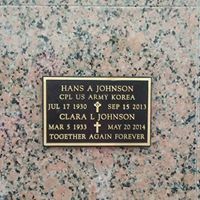 HANS A JOHNSON
CPL US ARMY KOREA
JUL 17 1930 SEP 15 2013
CLARA L JOHNSON
MAR 5 1933 MAY 20 2014
TOGETHER AGAIN FOREVER